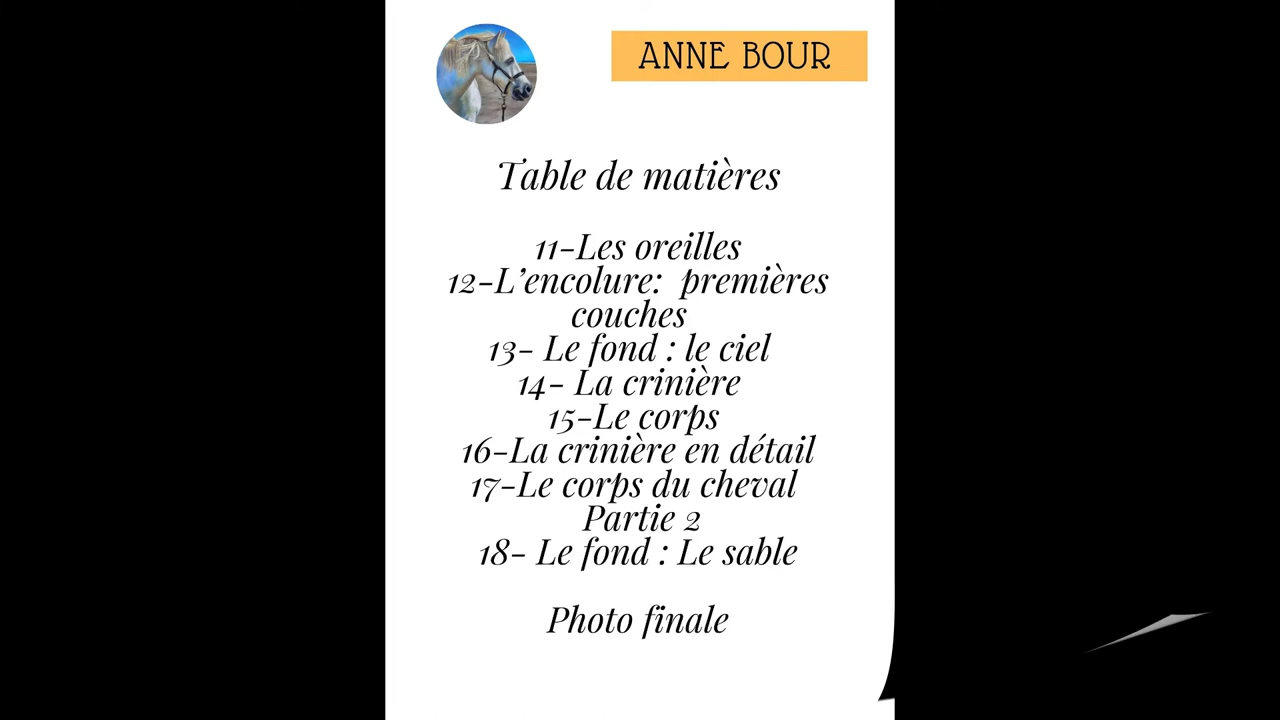 ANNE BOUR
Table de matières
11-Les oreilles
12-L’encolure: premières
couches
13- Le fond : le ciel
14- La crinière
15-Le corps
16-La crinière en détail
17-Le corps du cheval
Partie 2
18- Le fond : Le sable
Photo finale